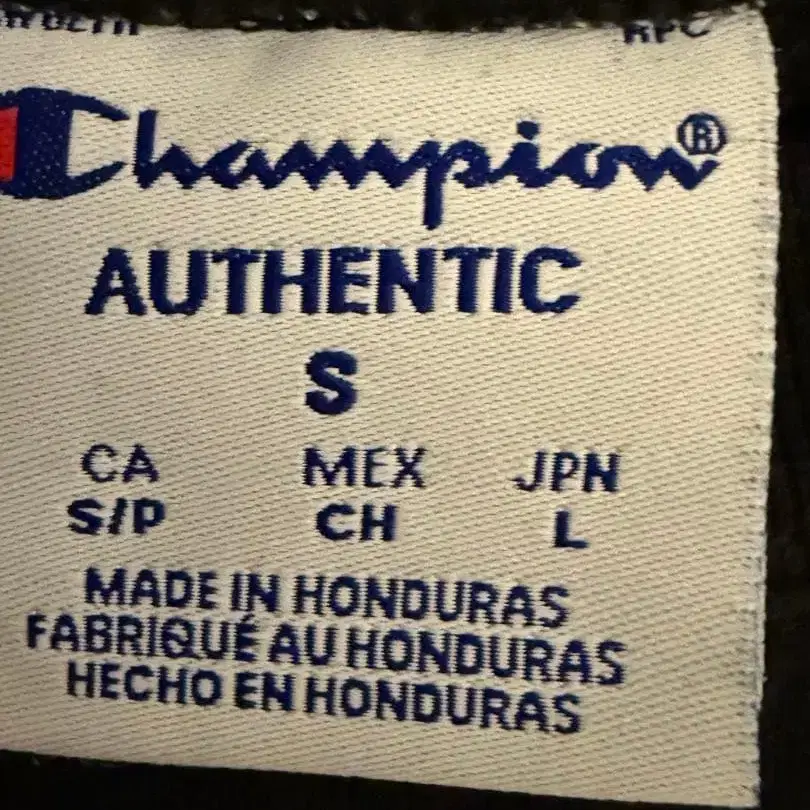 Champion®
AUTHENTIC
S
CA MEX JPN
S/P CH L
MADE IN HONDURAS
FABRIQUÉ AU HONDURAS
HECHO EN HONDURAS